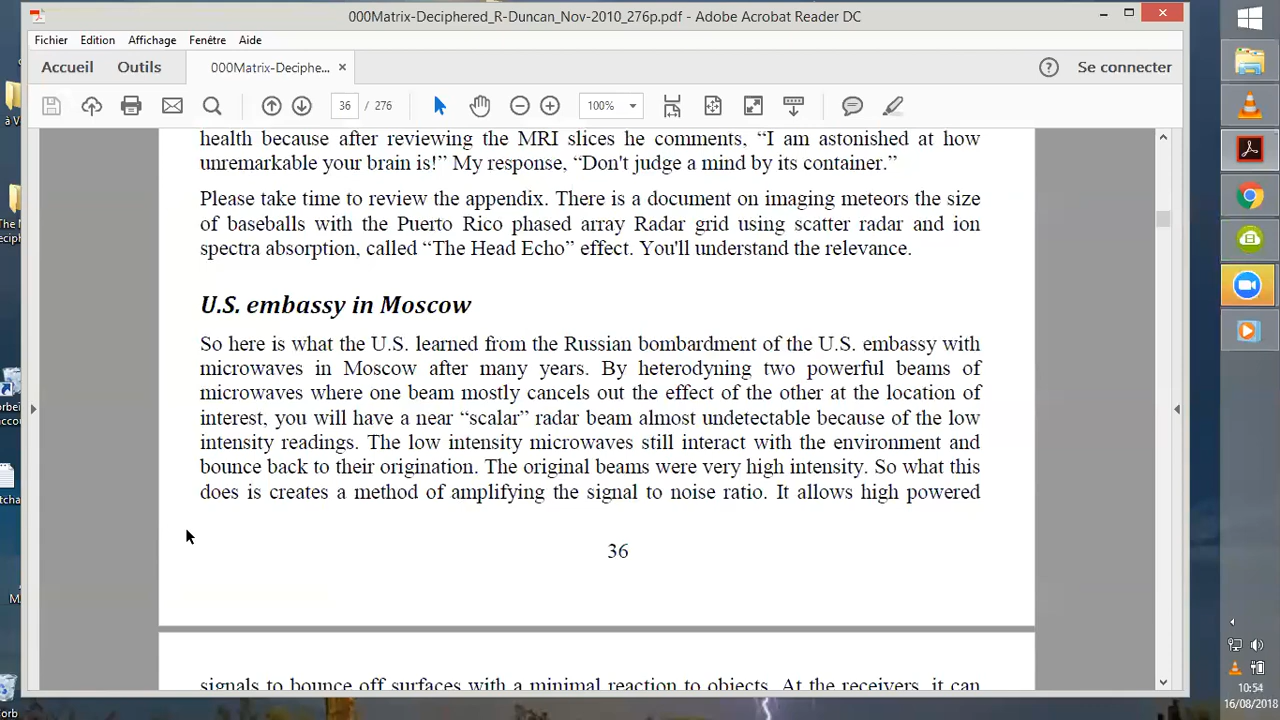 000Matrix-Deciphered_R-Duncan_Nov-2010_276p.pdf - Adobe Acrobat Reader DC
Fichier Edition Affichage Fenêtre Aide
Accueil Outils 000Matrix-Deciphe... × Se connecter
36 / 276 100%
health because after reviewing the MRI slices he comments, “I am astonished at how
unremarkable your brain is!” My response, “Don't judge a mind by its container.”
Please take time to review the appendix. There is a document on imaging meteors the size
of baseballs with the Puerto Rico phased array Radar grid using scatter radar and ion
spectra absorption, called “The Head Echo” effect. You'll understand the relevance.
U.S. embassy in Moscow
So here is what the U.S. learned from the Russian bombardment of the U.S. embassy with
microwaves in Moscow after many years. By heterodyning two powerful beams of
microwaves where one beam mostly cancels out the effect of the other at the location of
interest, you will have a near “scalar” radar beam almost undetectable because of the low
intensity readings. The low intensity microwaves still interact with the environment and
bounce back to their origination. The original beams were very high intensity. So what this
does is creates a method of amplifying the signal to noise ratio. It allows high powered
36
signals to bounce off surfaces with a minimal reaction to objects. At the receivers, it can
à V
The M
ciph
orbei
accou
tcha
M.
orb
10:54
16/08/2018